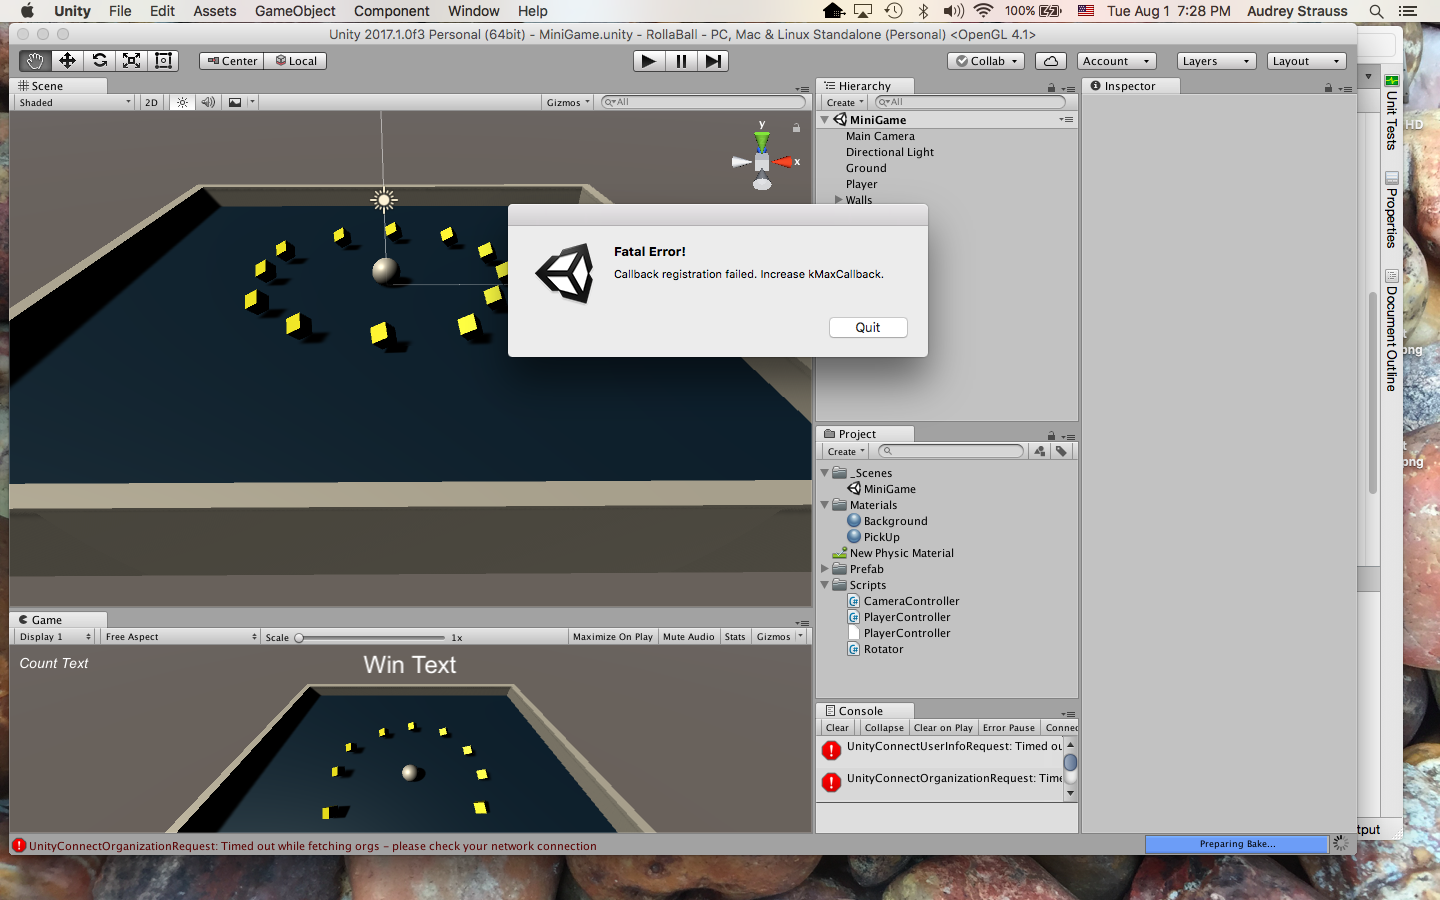 Unity File Edit Assets GameObject Component Window Help 100% Tue Aug 1 7:28 PM Audrey Strauss
Unity 2017.1.0f3 Personal (64bit) - MiniGame.unity - RollaBall - PC, Mac & Linux Standalone (Personal) <OpenGL 4.1>
Center Local Collab Account Layers Layout
Scene
Shaded 2D Gizmos All
y
x
Hierarchy
Create All
MiniGame
Main Camera
Directional Light
Ground
Player
Walls
Inspector
Unit Tests
Properties
Document Outline
HD
ong
ong
tput
Fatal Error!
Callback registration failed. Increase kMaxCallback.
Quit
Project
Create
_Scenes
MiniGame
Materials
Background
PickUp
New Physic Material
Prefab
Scripts
CameraController
PlayerController
PlayerController
Rotator
Game
Display 1 Free Aspect Scale 1x Maximize On Play Mute Audio Stats Gizmos
Count Text
Win Text
Console
Clear Collapse Clear on Play Error Pause Connec
UnityConnectUserInfoRequest: Timed ou
UnityConnectOrganizationRequest: Time
UnityConnectOrganizationRequest: Timed out while fetching orgs - please check your network connection
Preparing Bake...